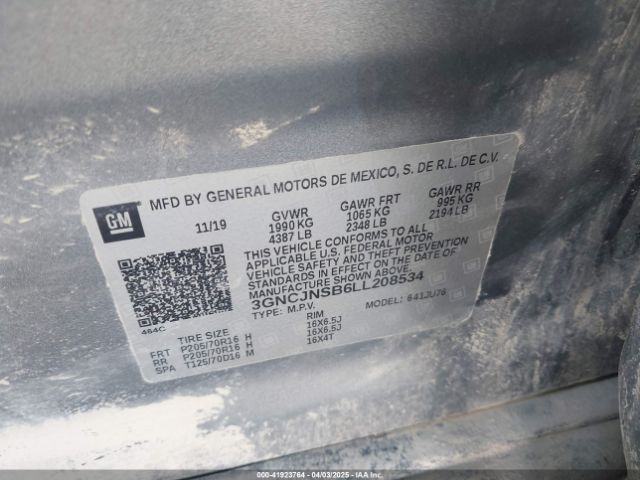 MFD BY GENERAL MOTORS DE MEXICO, S. DE R.L. DE C.V.
GM
11/19 GVWR GAWR FRT GAWR RR
1990 KG 1065 KG 995 KG
4387 LB 2348 LB 2194 LB
THIS VEHICLE CONFORMS TO ALL
APPLICABLE U.S. FEDERAL MOTOR
VEHICLE SAFETY AND THEFT PREVENTION
STANDARDS IN EFFECT ON THE DATE OF
MANUFACTURE SHOWN ABOVE.
3GNCJNSB6LL208534
TYPE: M.P.V. MODEL: 641JU76
464C
TIRE SIZE RIM
FRT P205/70R16 H 16X6.5J
RR P205/70R16 H 16X6.5J
SPA T125/70D16 M 16X4T
000-41923764 - 04/03/2025 - IAAI.com